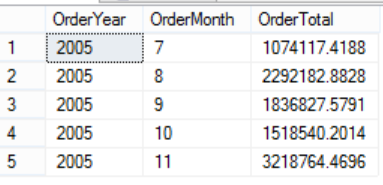 OrderYear OrderMonth OrderTotal
1 2005 7 1074117.4188
2 2005 8 2292182.8828
3 2005 9 1836827.5791
4 2005 10 1518540.2014
5 2005 11 3218764.4696